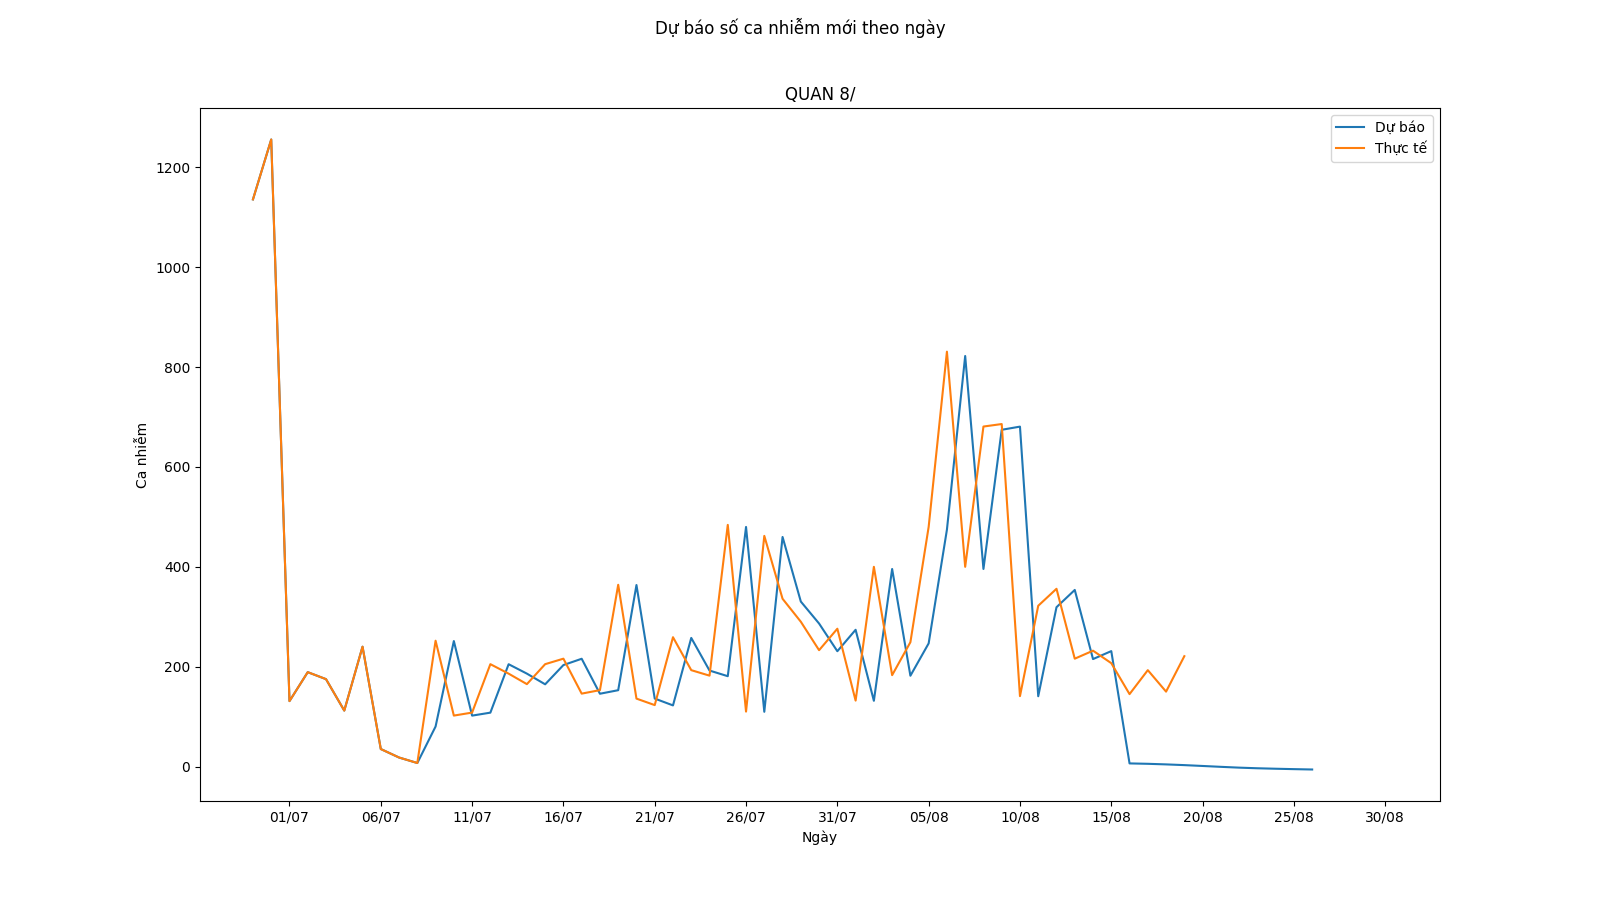 Dự báo số ca nhiễm mới theo ngày
QUAN 8/
Dự báo
Thực tế
1200
1000
800
600
400
200
0
Ca nhiễm
01/07 06/07 11/07 16/07 21/07 26/07 31/07 05/08 10/08 15/08 20/08 25/08 30/08
Ngày